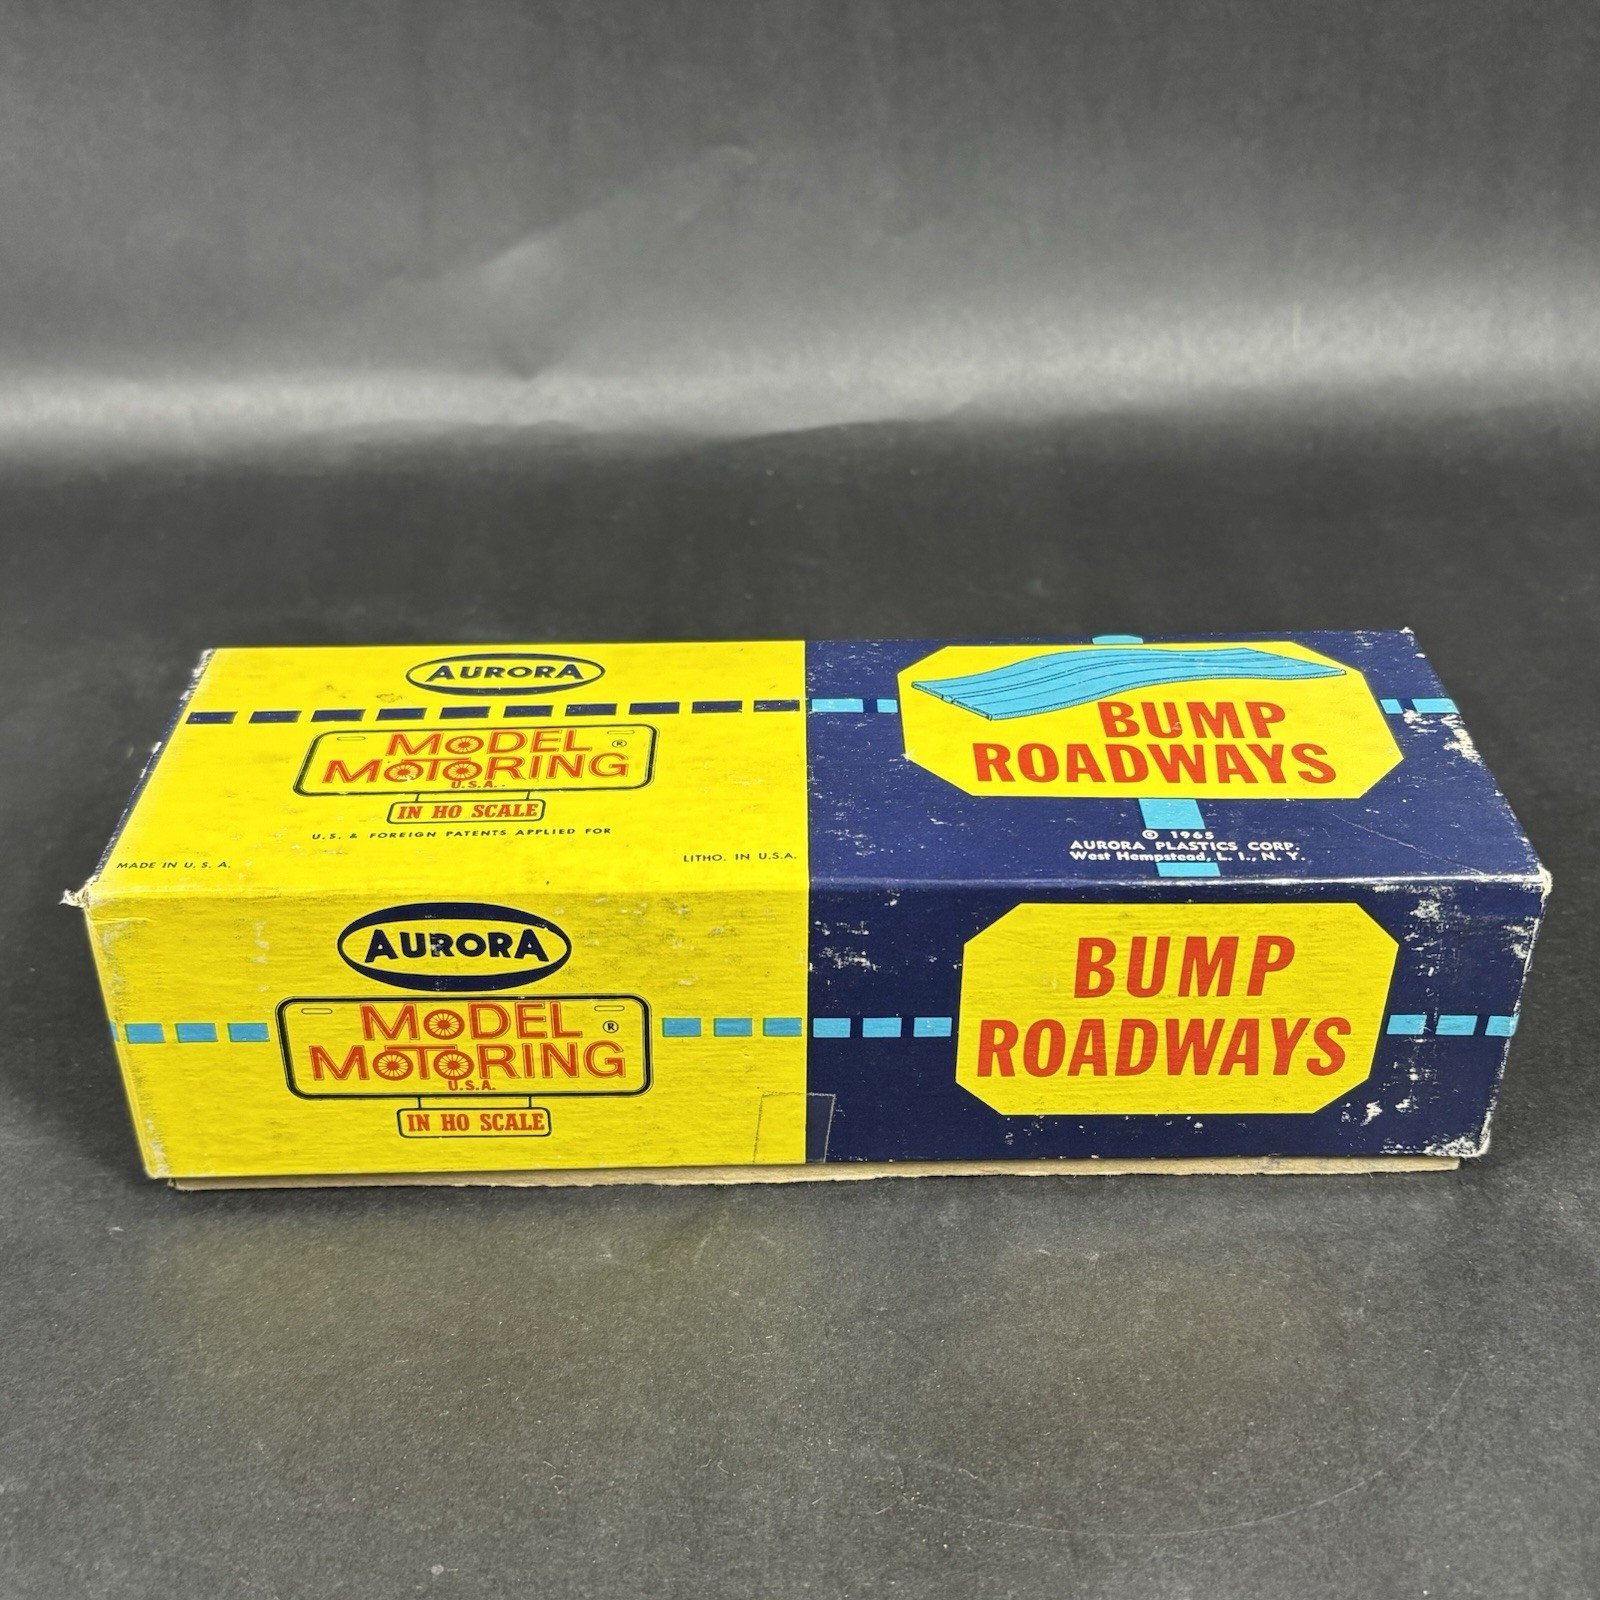 AURORA
MODEL ®
MOTORING
U.S.A.
IN HO SCALE
U.S. & FOREIGN PATENTS APPLIED FOR
MADE IN U. S. A.
LITHO. IN U.S.A.
BUMP
ROADWAYS
© 1965
AURORA PLASTICS CORP.
West Hempstead, L. I., N. Y.
AURORA
MODEL ®
MOTORING
U.S.A.
IN HO SCALE
BUMP
ROADWAYS